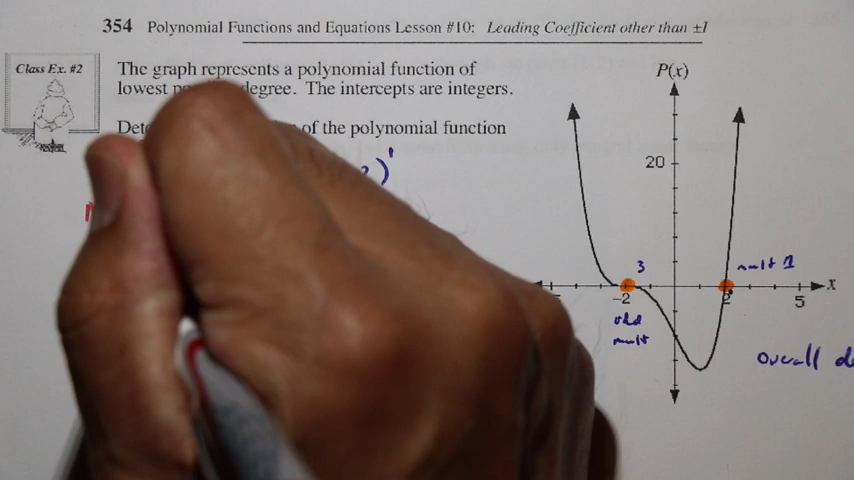 354 Polynomial Functions and Equations Lesson #10: Leading Coefficient other than ±1
Class Ex. #2
The graph represents a polynomial function of
lowest degree. The intercepts are integers.
of the polynomial function
)¹
P(x)
20
3
mult 1
x
-2
2
5
odd
mult
overall